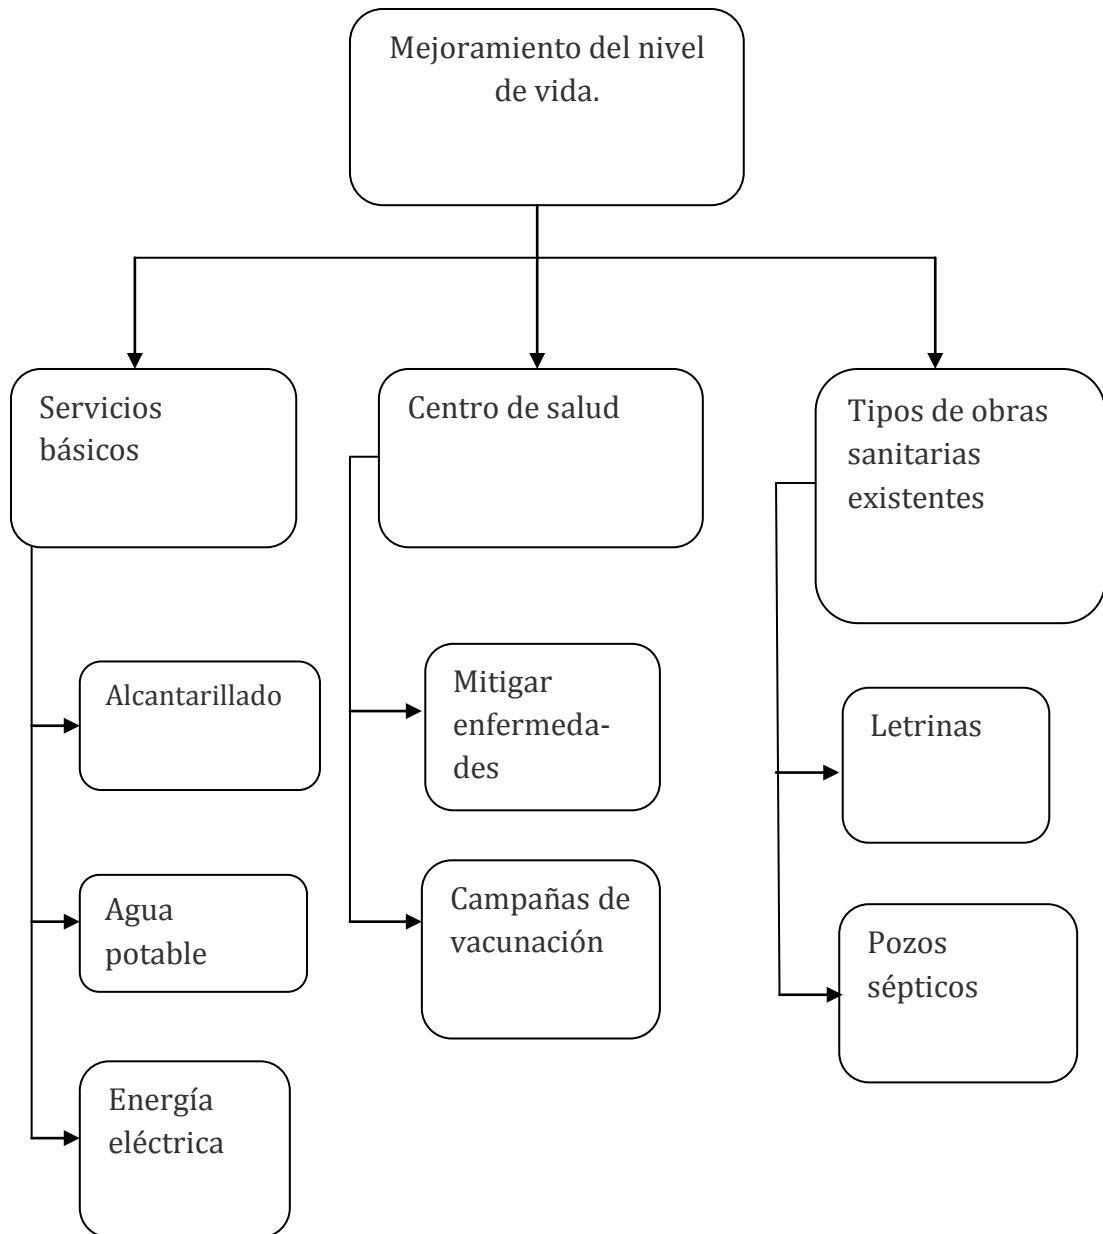 Mejoramiento del nivel
de vida.
Servicios
básicos
Centro de salud
Tipos de obras
sanitarias
existentes
Alcantarillado
Mitigar
enfermeda-
des
Letrinas
Agua
potable
Campañas de
vacunación
Pozos
sépticos
Energía
eléctrica